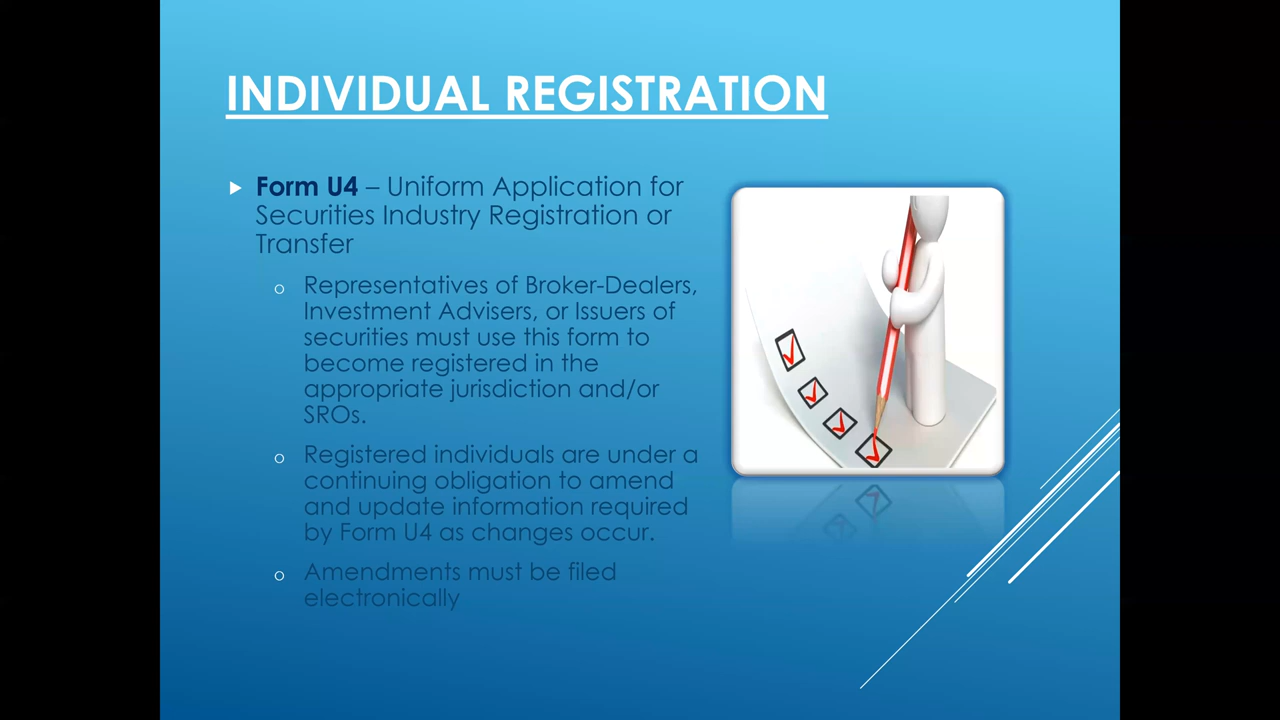 INDIVIDUAL REGISTRATION
Form U4 – Uniform Application for
Securities Industry Registration or
Transfer
Representatives of Broker-Dealers,
Investment Advisers, or Issuers of
securities must use this form to
become registered in the
appropriate jurisdiction and/or
SROs.
Registered individuals are under a
continuing obligation to amend
and update information required
by Form U4 as changes occur.
Amendments must be filed
electronically